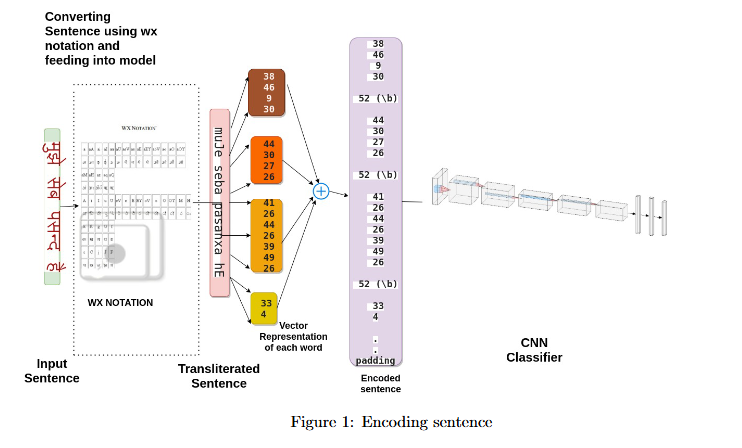 Converting
Sentence using wx
notation and
feeding into model
WX NOTATION
WX NOTATION
Input
Sentence
muJe seba pasanxa hE
Transliterated
Sentence
38
46
9
30
44
30
27
26
41
26
44
26
39
49
26
33
4
Vector
Representation
of each word
38
46
9
30
52 (\b)
44
30
27
26
52 (\b)
41
26
44
26
39
49
26
52 (\b)
33
4
.
.
padding
Encoded
sentence
CNN
Classifier
Figure 1: Encoding sentence